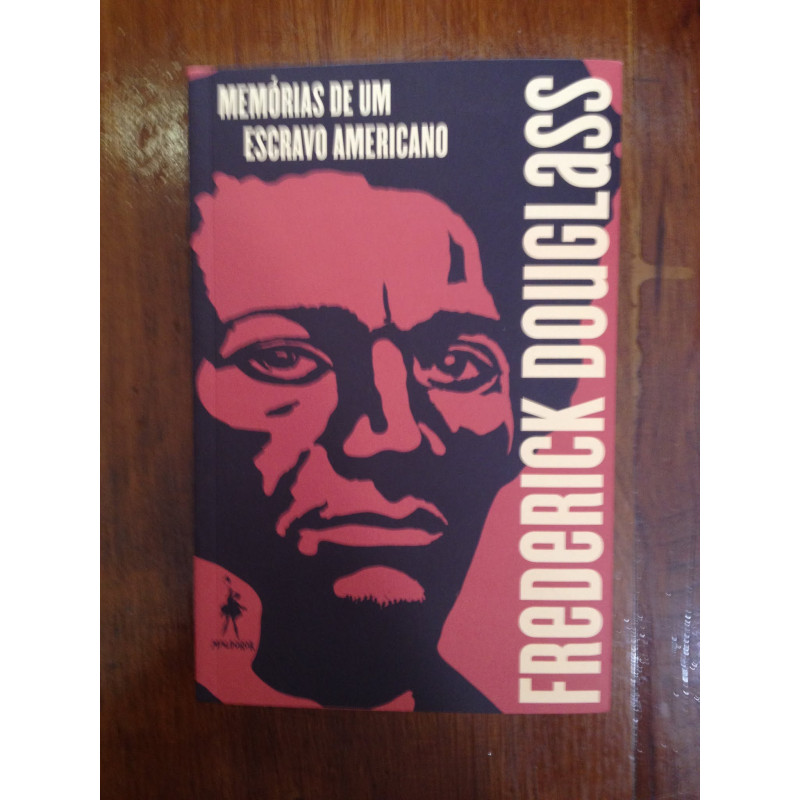 MEMÓRIAS DE UM
ESCRAVO AMERICANO
FReDeRICK DOuGLaSS